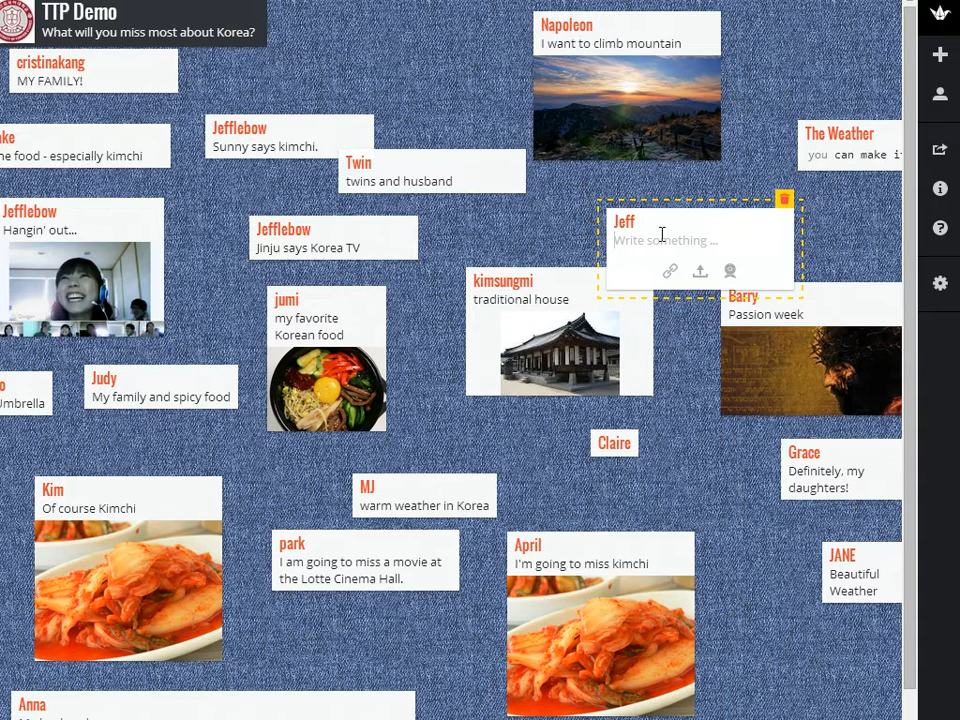 TTP Demo
What will you miss most about Korea?
cristinakang
MY FAMILY!
Napoleon
I want to climb mountain
Jefflebow
Sunny says kimchi.
ke
ne food - especially kimchi
Twin
twins and husband
The Weather
you can make it
Jefflebow
Hangin' out...
Jefflebow
Jinju says Korea TV
Jeff
Write something ...
kimsungmi
traditional house
jumi
my favorite
Korean food
Barry
Passion week
o
Umbrella
Judy
My family and spicy food
Claire
Grace
Definitely, my
daughters!
Kim
Of course Kimchi
MJ
warm weather in Korea
park
I am going to miss a movie at
the Lotte Cinema Hall.
April
I'm going to miss kimchi
JANE
Beautiful
Weather
Anna